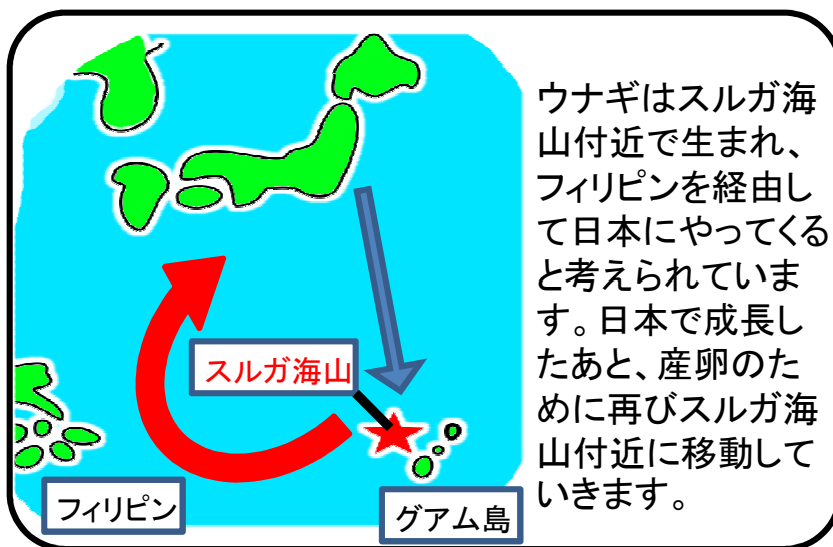 ウナギはスルガ海
山付近で生まれ、
フィリピンを経由し
て日本にやってくる
と考えられていま
す。日本で成長し
たあと、産卵のた
めに再びスルガ海
山付近に移動して
いきます。
スルガ海山
フィリピン
グアム島